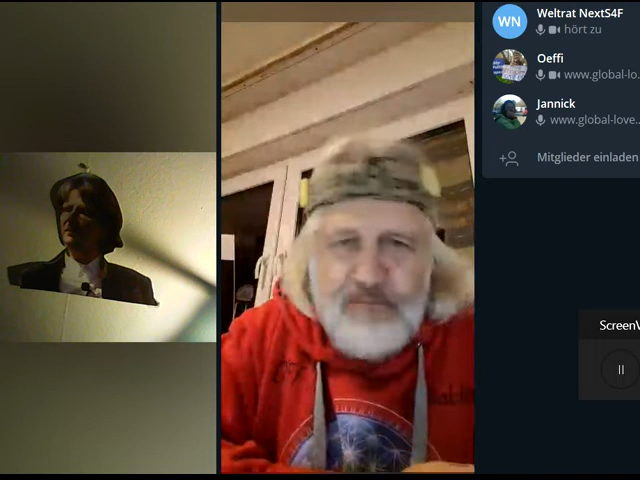 WN
Weltrat NextS4F
hört zu
Oeffi
www.global-lo...
Jannick
www.global-love...
Mitglieder einladen
ScreenV